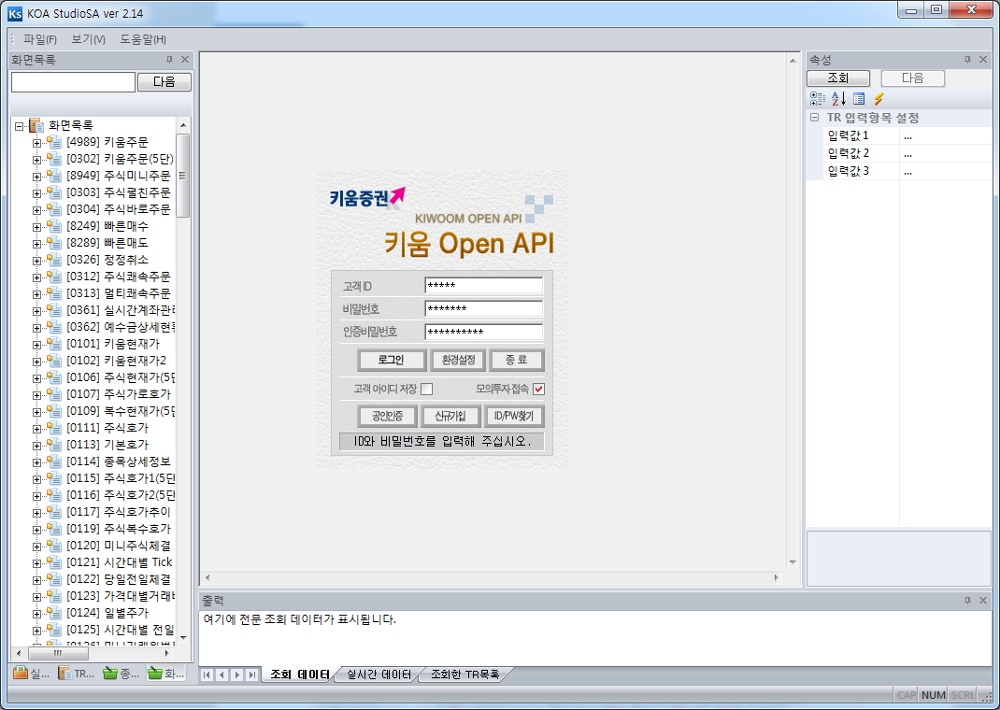 KOA StudioSA ver 2.14
파일(F) 보기(V) 도움말(H)
화면목록
다음
화면목록
[4989] 키움주문
[0302] 키움주문(5단)
[8949] 주식미니주문
[0303] 주식펼친주문
[0304] 주식바로주문
[8249] 빠른매수
[8289] 빠른매도
[0326] 정정취소
[0312] 주식쾌속주문
[0313] 멀티쾌속주문
[0361] 실시간계좌관리
[0362] 예수금상세현황
[0101] 키움현재가
[0102] 키움현재가2
[0106] 주식현재가(5단
[0107] 주식가로호가
[0109] 복수현재가(5단
[0111] 주식호가
[0113] 기본호가
[0114] 종목상세정보
[0115] 주식호가1(5단
[0116] 주식호가2(5단
[0117] 주식호가추이
[0119] 주식복수호가
[0120] 미니주식체결
[0121] 시간대별 Tick
[0122] 당일전일체결
[0123] 가격대별거래비
[0124] 일별주가
[0125] 시간대별 전일
실... TR... 종... 화...
키움증권
KIWOOM OPEN API
키움 Open API
고객 ID *****
비밀번호 *******
인증비밀번호 **********
로그인 환경설정 종 료
고객 아이디 저장 모의투자 접속
공인인증 신규가입 ID/PW찾기
ID와 비밀번호를 입력해 주십시오.
속성
조회 다음
TR 입력항목 설정
입력값 1 ...
입력값 2 ...
입력값 3 ...
출력
여기에 전문 조회 데이터가 표시됩니다.
조회 데이터 실시간 데이터 조회한 TR목록
CAP NUM SCRL